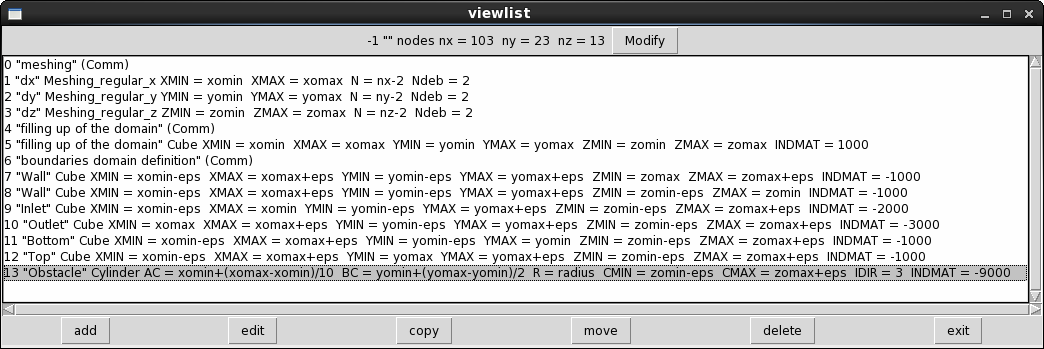 viewlist
-1 "" nodes nx = 103 ny = 23 nz = 13 Modify
0 "meshing" (Comm)
1 "dx" Meshing_regular_x XMIN = xomin XMAX = xomax N = nx-2 Ndeb = 2
2 "dy" Meshing_regular_y YMIN = yomin YMAX = yomax N = ny-2 Ndeb = 2
3 "dz" Meshing_regular_z ZMIN = zomin ZMAX = zomax N = nz-2 Ndeb = 2
4 "filling up of the domain" (Comm)
5 "filling up of the domain" Cube XMIN = xomin XMAX = xomax YMIN = yomin YMAX = yomax ZMIN = zomin ZMAX = zomax INDMAT = 1000
6 "boundaries domain definition" (Comm)
7 "Wall" Cube XMIN = xomin-eps XMAX = xomax+eps YMIN = yomin-eps YMAX = yomax+eps ZMIN = zomax ZMAX = zomax+eps INDMAT = -1000
8 "Wall" Cube XMIN = xomin-eps XMAX = xomax+eps YMIN = yomin-eps YMAX = yomax+eps ZMIN = zomin-eps ZMAX = zomin INDMAT = -1000
9 "Inlet" Cube XMIN = xomin-eps XMAX = xomin YMIN = yomin-eps YMAX = yomax+eps ZMIN = zomin-eps ZMAX = zomax+eps INDMAT = -2000
10 "Outlet" Cube XMIN = xomax XMAX = xomax+eps YMIN = yomin-eps YMAX = yomax+eps ZMIN = zomin-eps ZMAX = zomax+eps INDMAT = -3000
11 "Bottom" Cube XMIN = xomin-eps XMAX = xomax+eps YMIN = yomin-eps YMAX = yomin ZMIN = zomin-eps ZMAX = zomax+eps INDMAT = -1000
12 "Top" Cube XMIN = xomin-eps XMAX = xomax+eps YMIN = yomax YMAX = yomax+eps ZMIN = zomin-eps ZMAX = zomax+eps INDMAT = -1000
13 "Obstacle" Cylinder AC = xomin+(xomax-xomin)/10 BC = yomin+(yomax-yomin)/2 R = radius CMIN = zomin-eps CMAX = zomax+eps IDIR = 3 INDMAT = -9000
add edit copy move delete exit